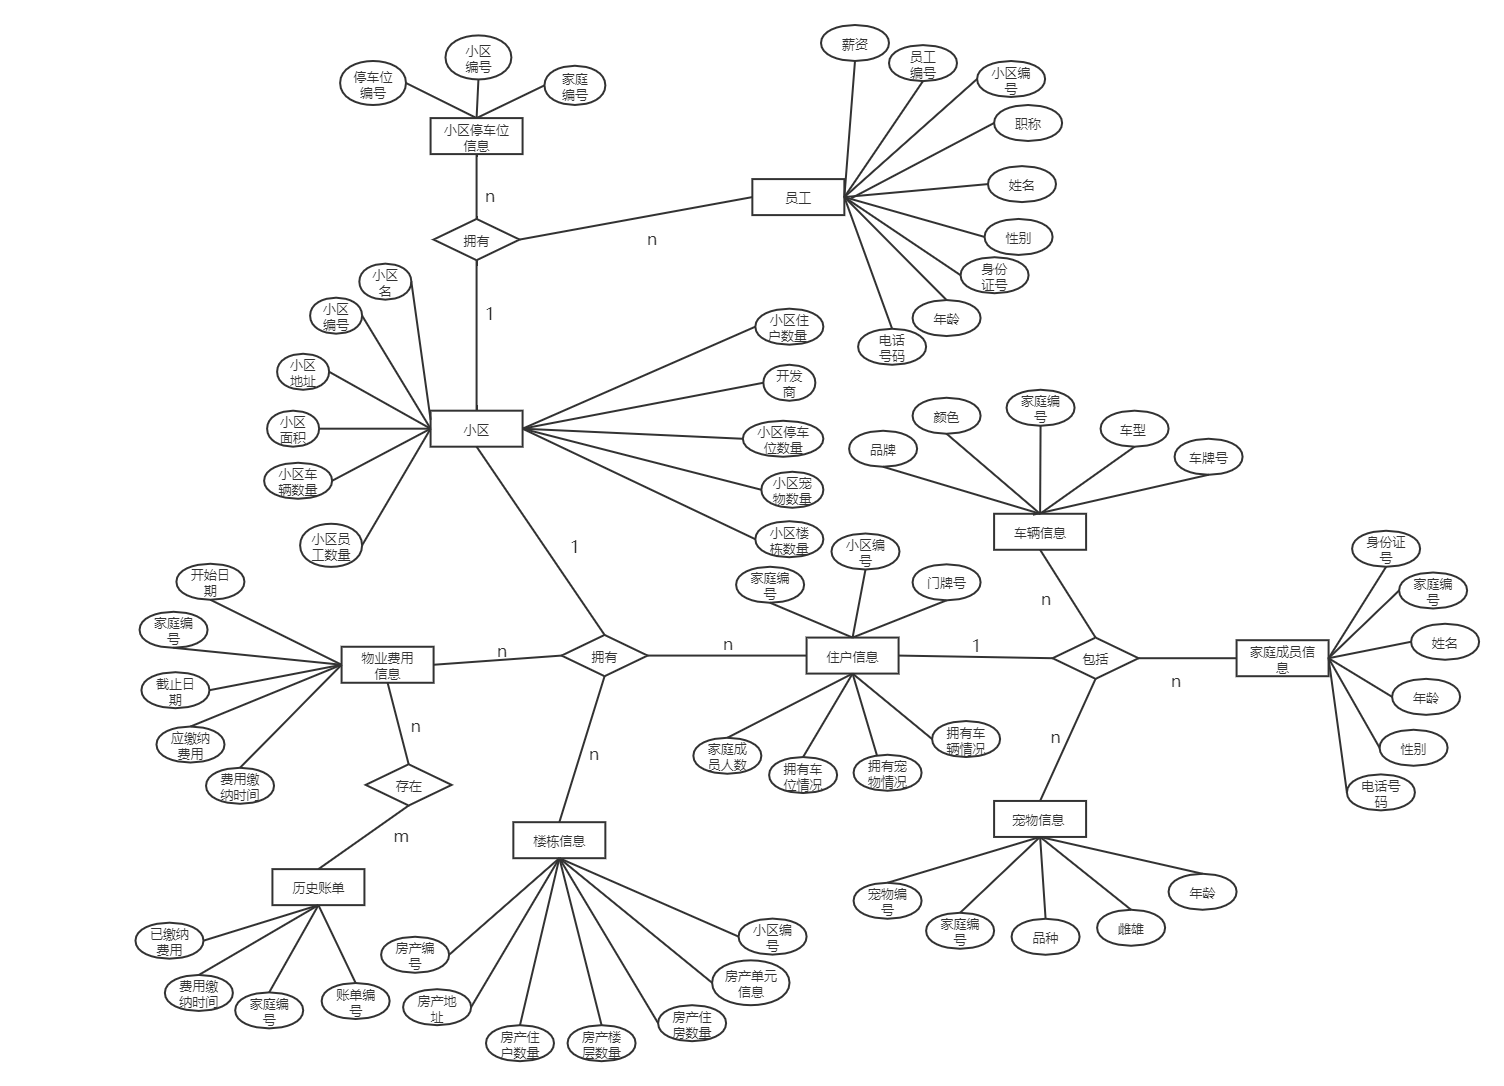 小区
编号
停车位
编号
家庭
编号
小区停车位
信息
n
拥有
n
1
薪资
员工
编号
小区编
号
职称
姓名
性别
身份
证号
年龄
电话
号码
员工
小区
名
小区
编号
小区
地址
小区
面积
小区车
辆数量
小区员
工数量
小区
小区住
户数量
开发
商
小区停车
位数量
小区宠
物数量
小区楼
栋数量
1
品牌
颜色
家庭编
号
车型
车牌号
车辆信息
n
开始日
期
家庭编
号
截止日
期
应缴纳
费用
费用缴
纳时间
物业费用
信息
n
拥有
n
家庭编
号
小区编
号
门牌号
住户信息
1
包括
n
家庭成
员人数
拥有车
位情况
拥有宠
物情况
拥有车
辆情况
家庭成员信
息
身份证
号
家庭编
号
姓名
年龄
性别
电话号
码
n
存在
m
n
n
历史账单
已缴纳
费用
费用缴
纳时间
家庭编
号
账单编
号
楼栋信息
房产编
号
房产地
址
房产住
户数量
房产楼
层数量
房产住
房数量
房产单元
信息
小区编
号
宠物信息
宠物编
号
家庭编
号
品种
雌雄
年龄